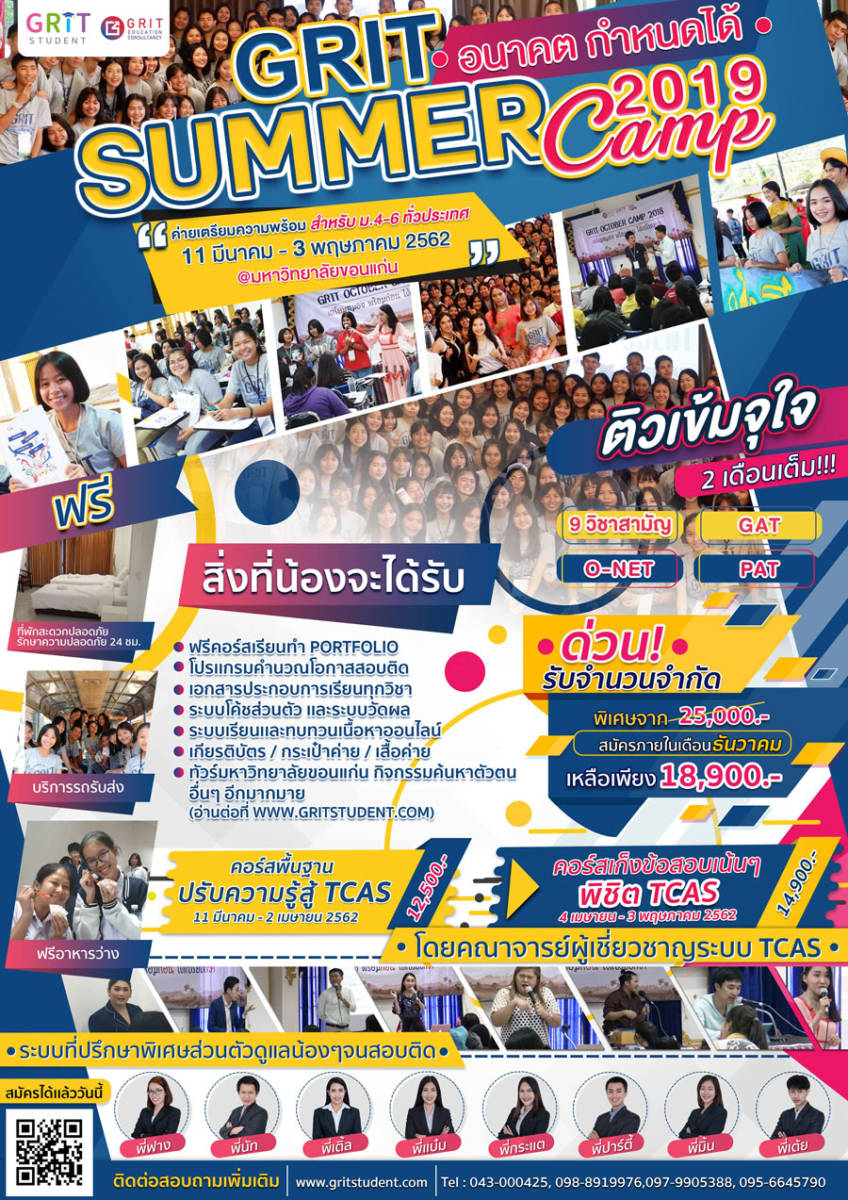 GRIT
STUDENT
GRIT
EDUCATION
CONSULTANCY
GRIT
อนาคต กำหนดได้
SUMMER
2019
Camp
“ ค่ายเตรียมความพร้อม สำหรับ ม.4-6 ทั่วประเทศ
11 มีนาคม - 3 พฤษภาคม 2562
@มหาวิทยาลัยขอนแก่น ”
GRIT OCTOBER CAMP 2018
GRIT OCTOBER
ติวเข้มจุใจ
2 เดือนเต็ม!!!
9 วิชาสามัญ
GAT
O-NET
PAT
ฟรี
ที่พักสะดวกปลอดภัย
รักษาความปลอดภัย 24 ชม.
บริการรถรับส่ง
ฟรีอาหารว่าง
สิ่งที่น้องจะได้รับ
• ฟรีคอร์สเรียนทำ PORTFOLIO
• โปรแกรมคำนวณโอกาสสอบติด
• เอกสารประกอบการเรียนทุกวิชา
• ระบบโค้ชส่วนตัว และระบบวัดผล
• ระบบเรียนและทบทวนเนื้อหาออนไลน์
• เกียรติบัตร / กระเป๋าค่าย / เสื้อค่าย
• ทัวร์มหาวิทยาลัยขอนแก่น กิจกรรมค้นหาตัวตน
อื่นๆ อีกมากมาย
(อ่านต่อที่ WWW.GRITSTUDENT.COM)
• ด่วน! •
รับจำนวนจำกัด
พิเศษจาก 25,000.-
สมัครภายในเดือนธันวาคม
เหลือเพียง 18,900.-
คอร์สพื้นฐาน
ปรับความรู้สู้ TCAS
11 มีนาคม - 2 เมษายน 2562
12,500.-
คอร์สเก็งข้อสอบเน้นๆ
พิชิต TCAS
4 เมษายน - 3 พฤษภาคม 2562
14,900.-
• โดยคณาจารย์ผู้เชี่ยวชาญระบบ TCAS •
• ระบบที่ปรึกษาพิเศษส่วนตัวดูแลน้องๆจนสอบติด •
สมัครได้แล้ววันนี้
พี่ฟาง
พี่นัท
พี่เติ้ล
พี่แบ๋ม
พี่กระแต
พี่ปาร์ตี้
พี่มิ้น
พี่เต้ย
ติดต่อสอบถามเพิ่มเติม | www.gritstudent.com | Tel : 043-000425, 098-8919976,097-9905388, 095-6645790